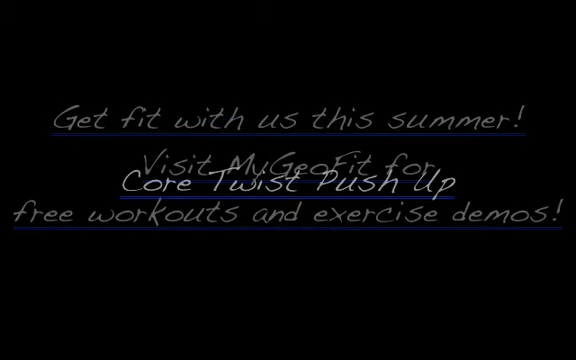 Get fit with us this summer!
Visit MyGeoFit for
Core Twist Push Up
free workouts and exercise demos!